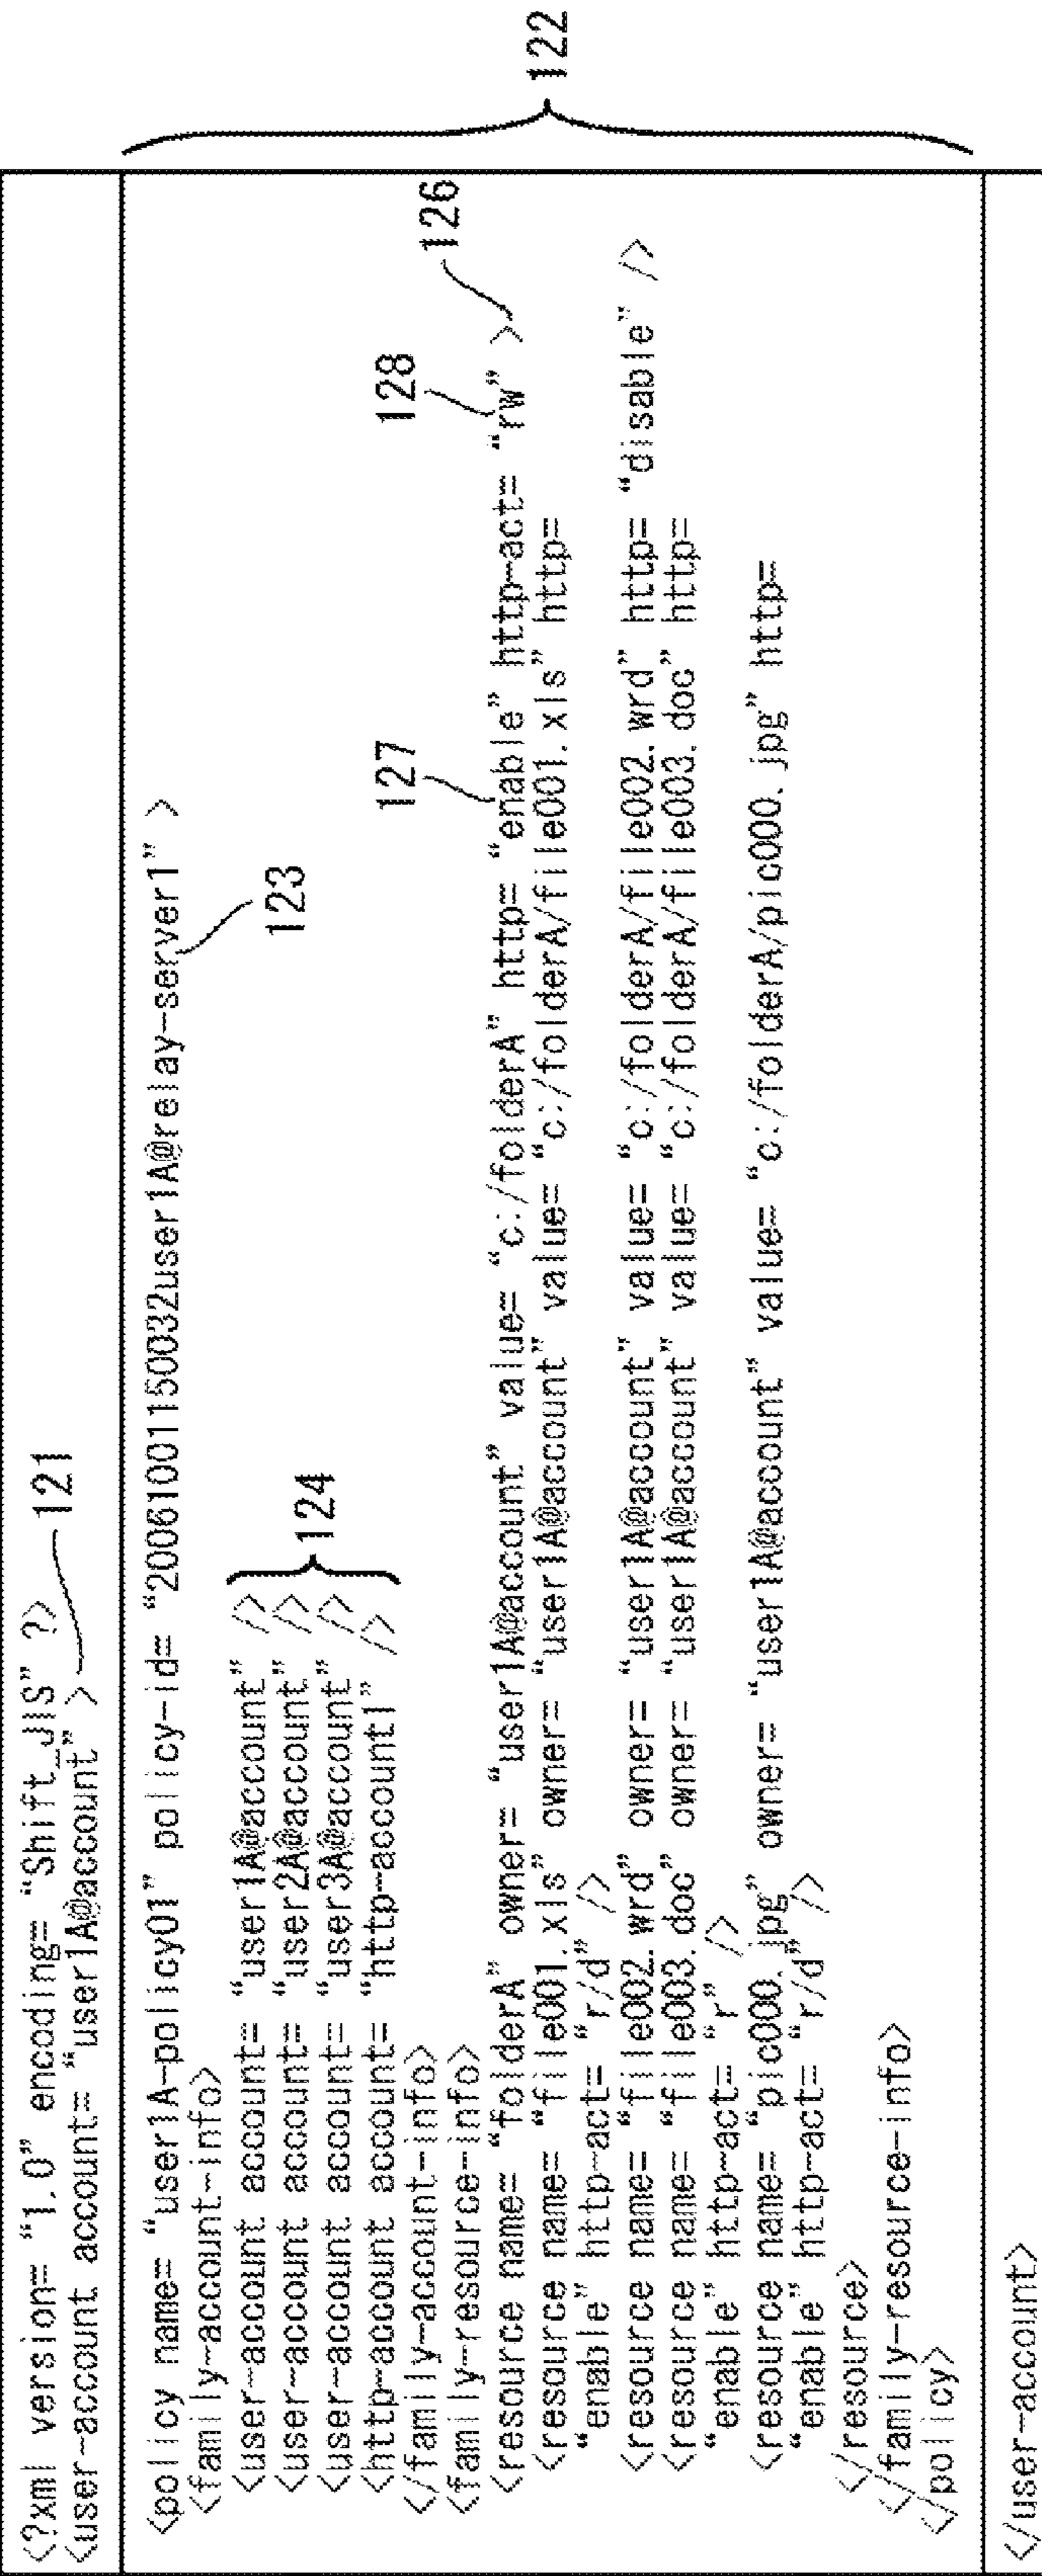 <?xml version= “1.0” encoding= “Shift_JIS” ?>
<user-account account= “user1A@account” > 121
<policy name= “user1A-policy01” policy-id= “20061001150032user1A@relay-server1” >
123
<family-account-info>
<user-account account= “user1A@account” />
<user-account account= “user2A@account” />
<user-account account= “user3A@account” />
<http-account account= “http-account1” />
124
</family-account-info>
<family-resource-info>
127 128 126
<resource name= “folderA” owner= “user1A@account” value= “c:/folderA” http= “enable” http-act= “rw” >
<resource name= “file001.xls” owner= “user1A@account” value= “c:/folderA/file001.xls” http=
“enable” http-act= “r/d” />
<resource name= “file002.wrd” owner= “user1A@account” value= “c:/folderA/file002.wrd” http= “disable” />
<resource name= “file003.doc” owner= “user1A@account” value= “c:/folderA/file003.doc” http=
“enable” http-act= “r” />
<resource name= “pic000.jpg” owner= “user1A@account” value= “c:/folderA/pic000.jpg” http=
“enable” http-act= “r/d” />
</resource>
</family-resource-info>
</policy>
122
</user-account>